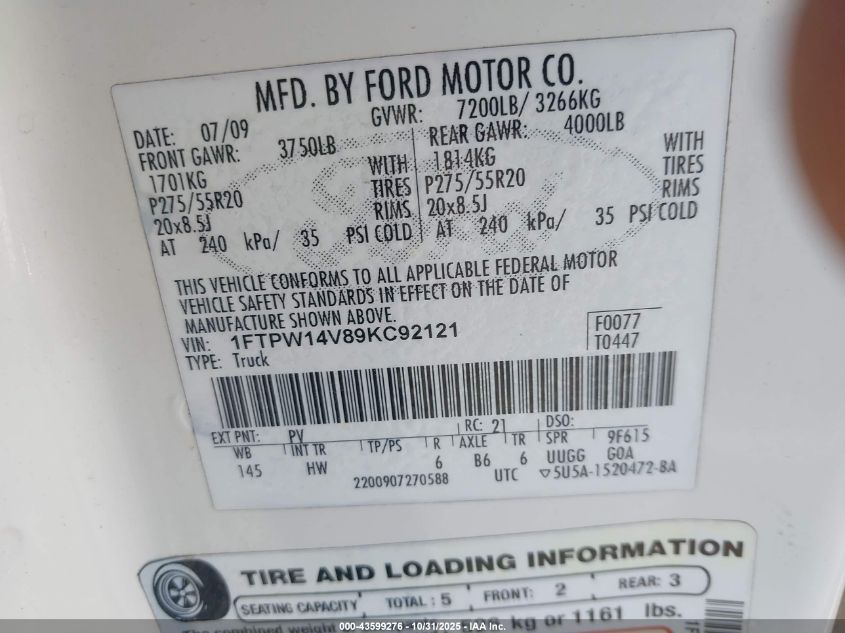 MFD. BY FORD MOTOR CO.
DATE: 07/09 GVWR: 7200LB/ 3266KG
FRONT GAWR: 3750LB REAR GAWR: 4000LB
1701KG WITH 1814KG WITH
P275/55R20 TIRES P275/55R20 TIRES
20x8.5J RIMS 20x8.5J RIMS
AT 240 kPa/ 35 PSI COLD AT 240 kPa/ 35 PSI COLD
THIS VEHICLE CONFORMS TO ALL APPLICABLE FEDERAL MOTOR
VEHICLE SAFETY STANDARDS IN EFFECT ON THE DATE OF
MANUFACTURE SHOWN ABOVE.
VIN: 1FTPW14V89KC92121 F0077
TYPE: Truck T0447
EXT PNT: PV RC: 21 DSO:
WB INT TR TP/PS R AXLE TR SPR 9F615
145 HW 6 B6 6 UUGG GOA
2200907270588 UTC ▽5U5A-1520472-BA
TIRE AND LOADING INFORMATION
SEATING CAPACITY TOTAL: 5 FRONT: 2 REAR: 3
The combined weight kg or 1161 lbs.
000-43599276 - 10/31/2025 - IAA Inc.